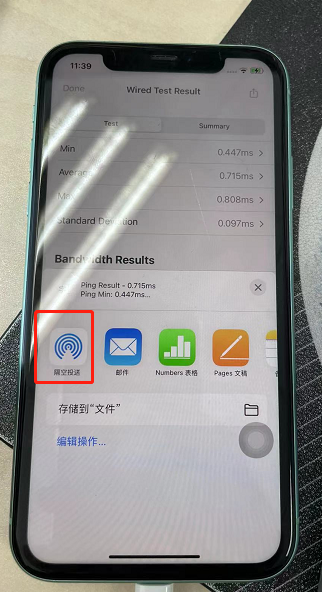 11:39
Done
Wired Test Result
Test
Summary
Min
0.447ms
Average
0.715ms
0.808ms
Standard Deviation
0.097ms
Bandwidth Results
Ping Result - 0.715ms
Ping Min: 0.447ms...
隔空投送
邮件
Numbers 表格
Pages 文稿
存储到“文件”
编辑操作...